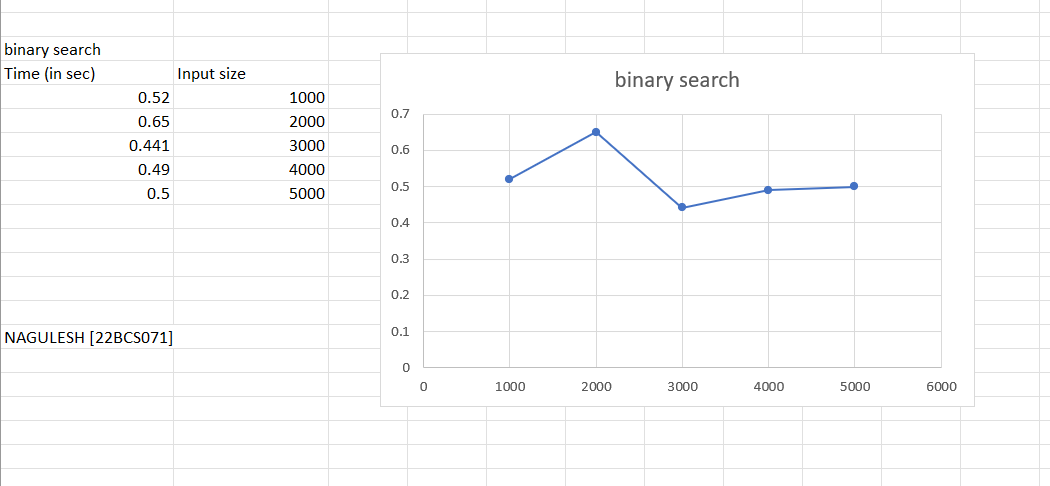 binary search
Time (in sec) Input size
0.52 1000
0.65 2000
0.441 3000
0.49 4000
0.5 5000
NAGULESH [22BCS071]
binary search
0.7
0.6
0.5
0.4
0.3
0.2
0.1
0
0 1000 2000 3000 4000 5000 6000